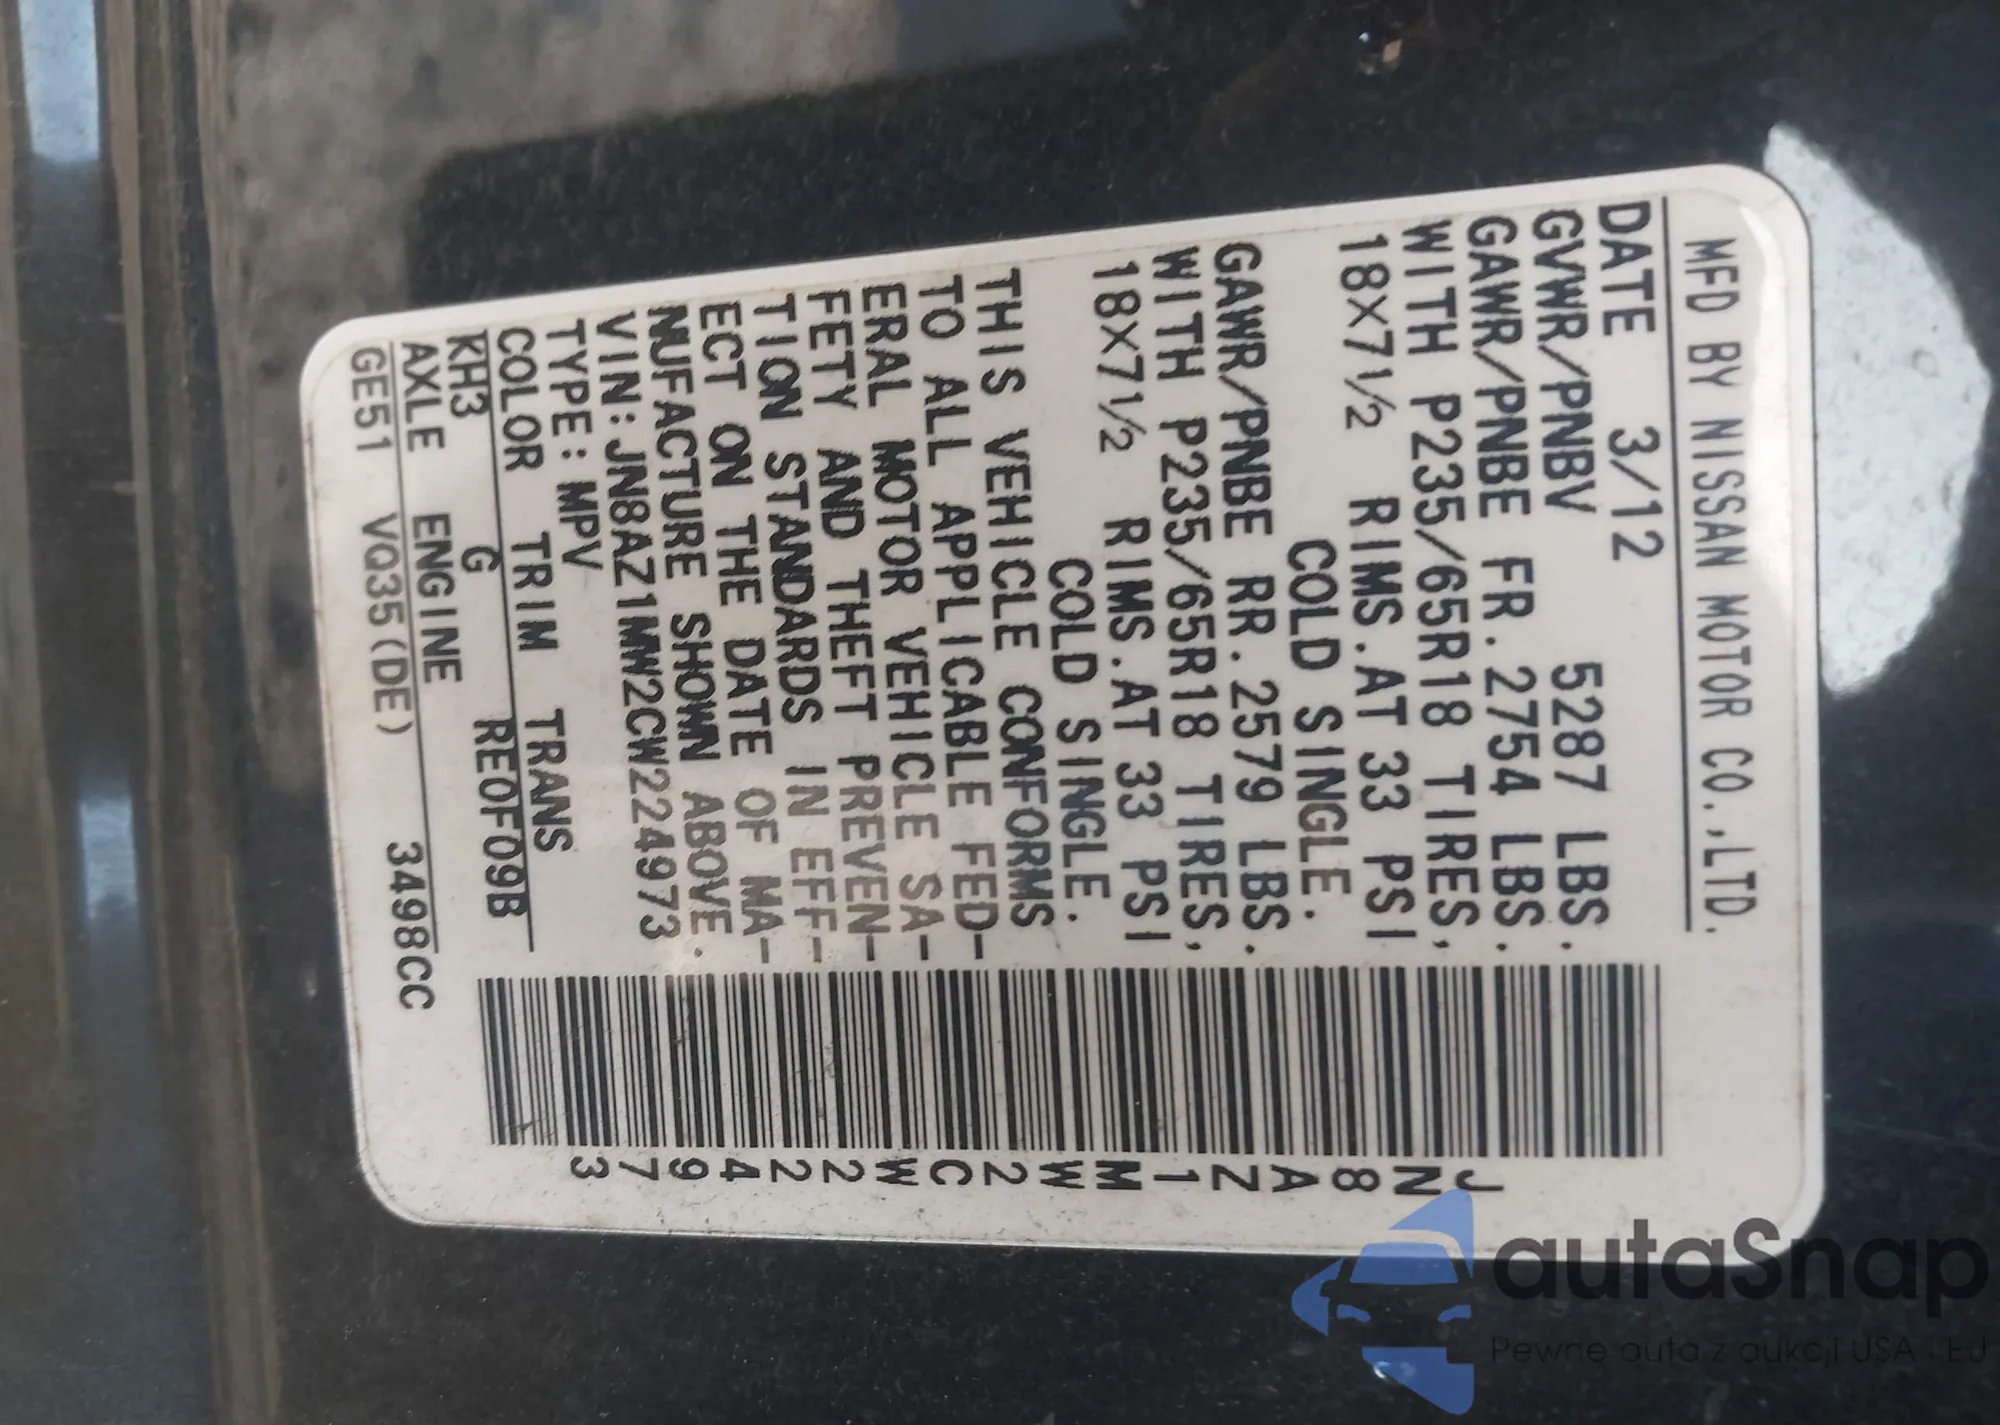 MFD BY NISSAN MOTOR CO.,LTD.
DATE 3/12
GVWR/PNBV 5287 LBS.
GAWR/PNBE FR.2754 LBS.
WITH P235/65R18 TIRES,
18X7½ RIMS.AT 33 PSI
COLD SINGLE.
GAWR/PNBE RR.2579 LBS.
WITH P235/65R18 TIRES,
18X7½ RIMS.AT 33 PSI
COLD SINGLE.
THIS VEHICLE CONFORMS
TO ALL APPLICABLE FED-
ERAL MOTOR VEHICLE SA-
FETY AND THEFT PREVEN-
TION STANDARDS IN EFF-
ECT ON THE DATE OF MA-
NUFACTURE SHOWN ABOVE.
VIN:JN8AZ1MW2CW224973
TYPE:MPV
COLOR TRIM TRANS
KH3 G RE0F09B
AXLE ENGINE
GE51 VQ35(DE) 3498CC
JN8AZ1MW2CW224973
autaSnap
Pewne auta z aukcji USA i EU